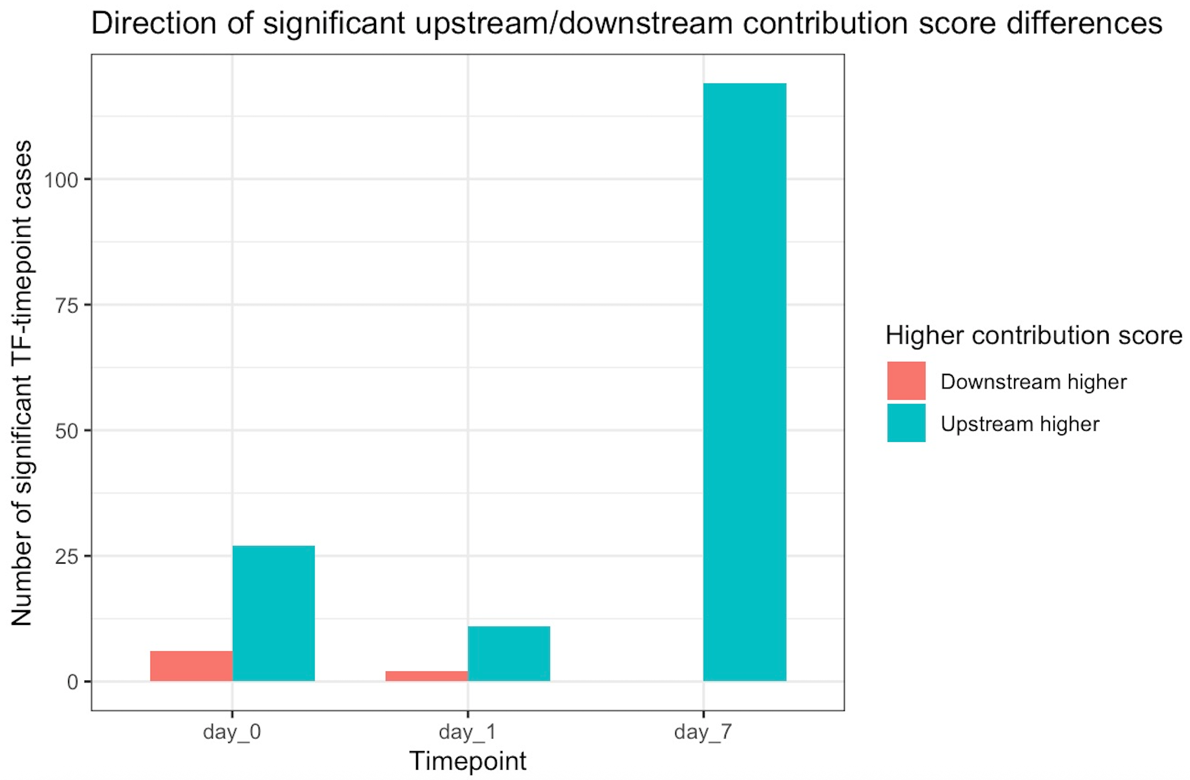 Direction of significant upstream/downstream contribution score differences
Number of significant TF-timepoint cases
100
75
50
25
0
day_0
day_1
day_7
Timepoint
Higher contribution score
Downstream higher
Upstream higher